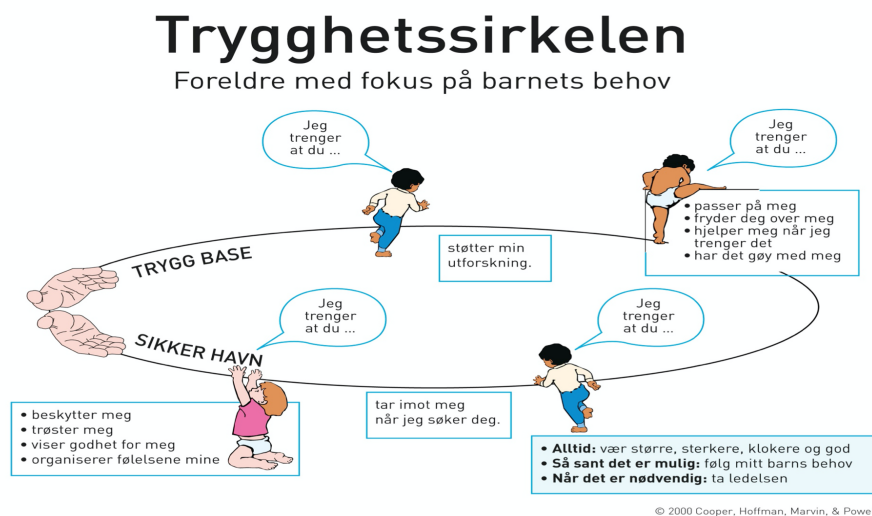 Trygghetssirkelen
Foreldre med fokus på barnets behov
Jeg
trenger
at du ...
Jeg
trenger
at du ...
• passer på meg
• fryder deg over meg
• hjelper meg når jeg
trenger det
• har det gøy med meg
støtter min
utforskning.
TRYGG BASE
SIKKER HAVN
Jeg
trenger
at du ...
Jeg
trenger
at du ...
• beskytter meg
• trøster meg
• viser godhet for meg
• organiserer følelsene mine
tar imot meg
når jeg søker deg.
• Alltid: vær større, sterkere, klokere og god
• Så sant det er mulig: følg mitt barns behov
• Når det er nødvendig: ta ledelsen
© 2000 Cooper, Hoffman, Marvin, & Powe